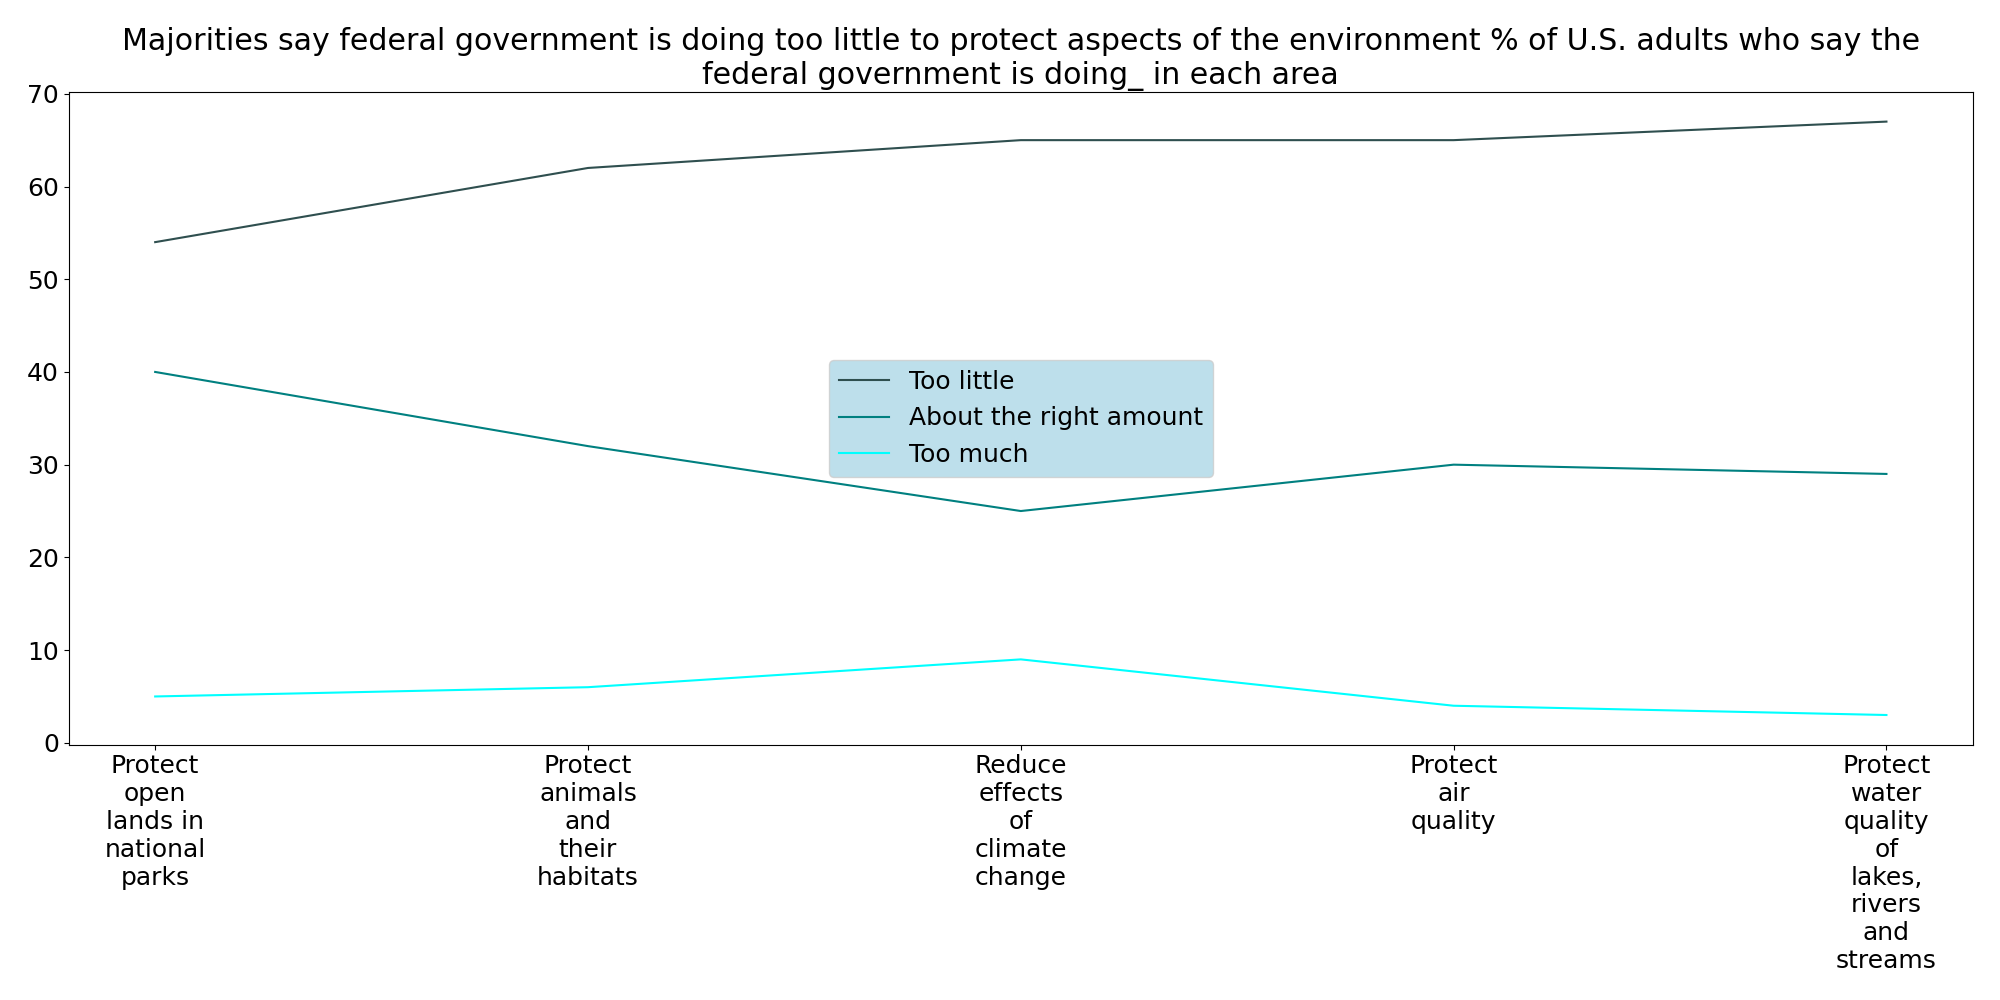 Majorities say federal government is doing too little to protect aspects of the environment % of U.S. adults who say the
federal government is doing_ in each area
70
60
50
40
30
20
10
0
Too little
About the right amount
Too much
Protect
open
lands in
national
parks
Protect
animals
and
their
habitats
Reduce
effects
of
climate
change
Protect
air
quality
Protect
water
quality
of
lakes,
rivers
and
streams